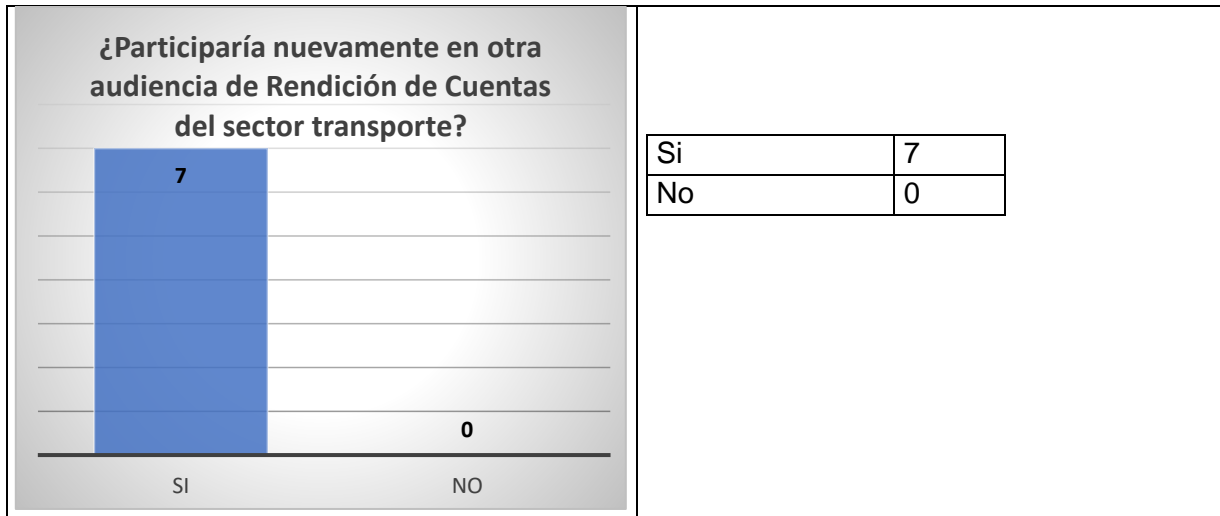 ¿Participaría nuevamente en otra
audiencia de Rendición de Cuentas
del sector transporte?
7
0
SI NO
Si 7
No 0